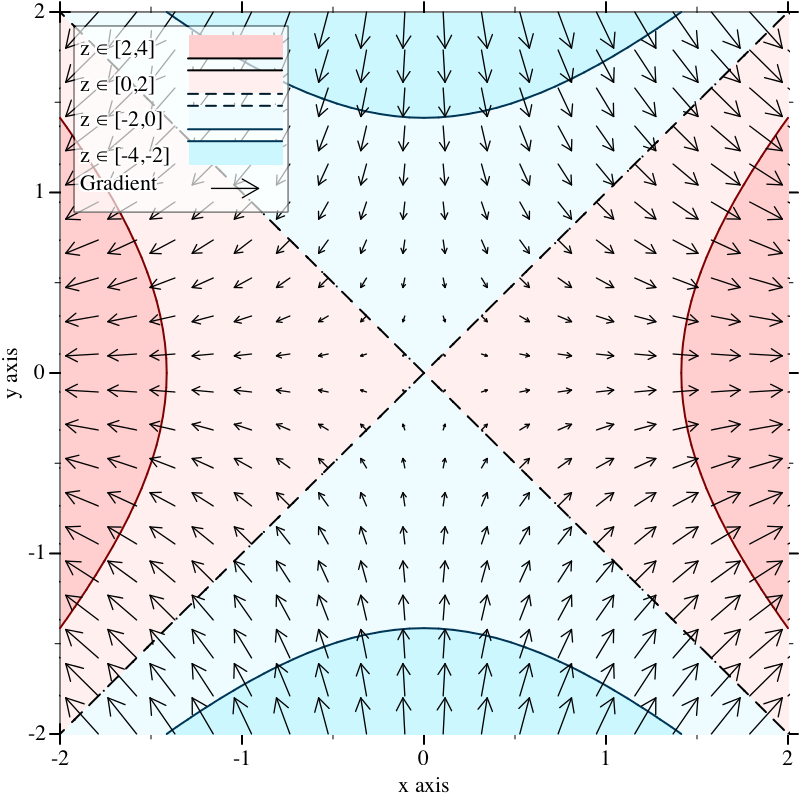 2
z ∈ [2,4]
z ∈ [0,2]
z ∈ [-2,0]
z ∈ [-4,-2]
Gradient
1
0
y axis
-1
-2
-2 -1 0 1 2
x axis